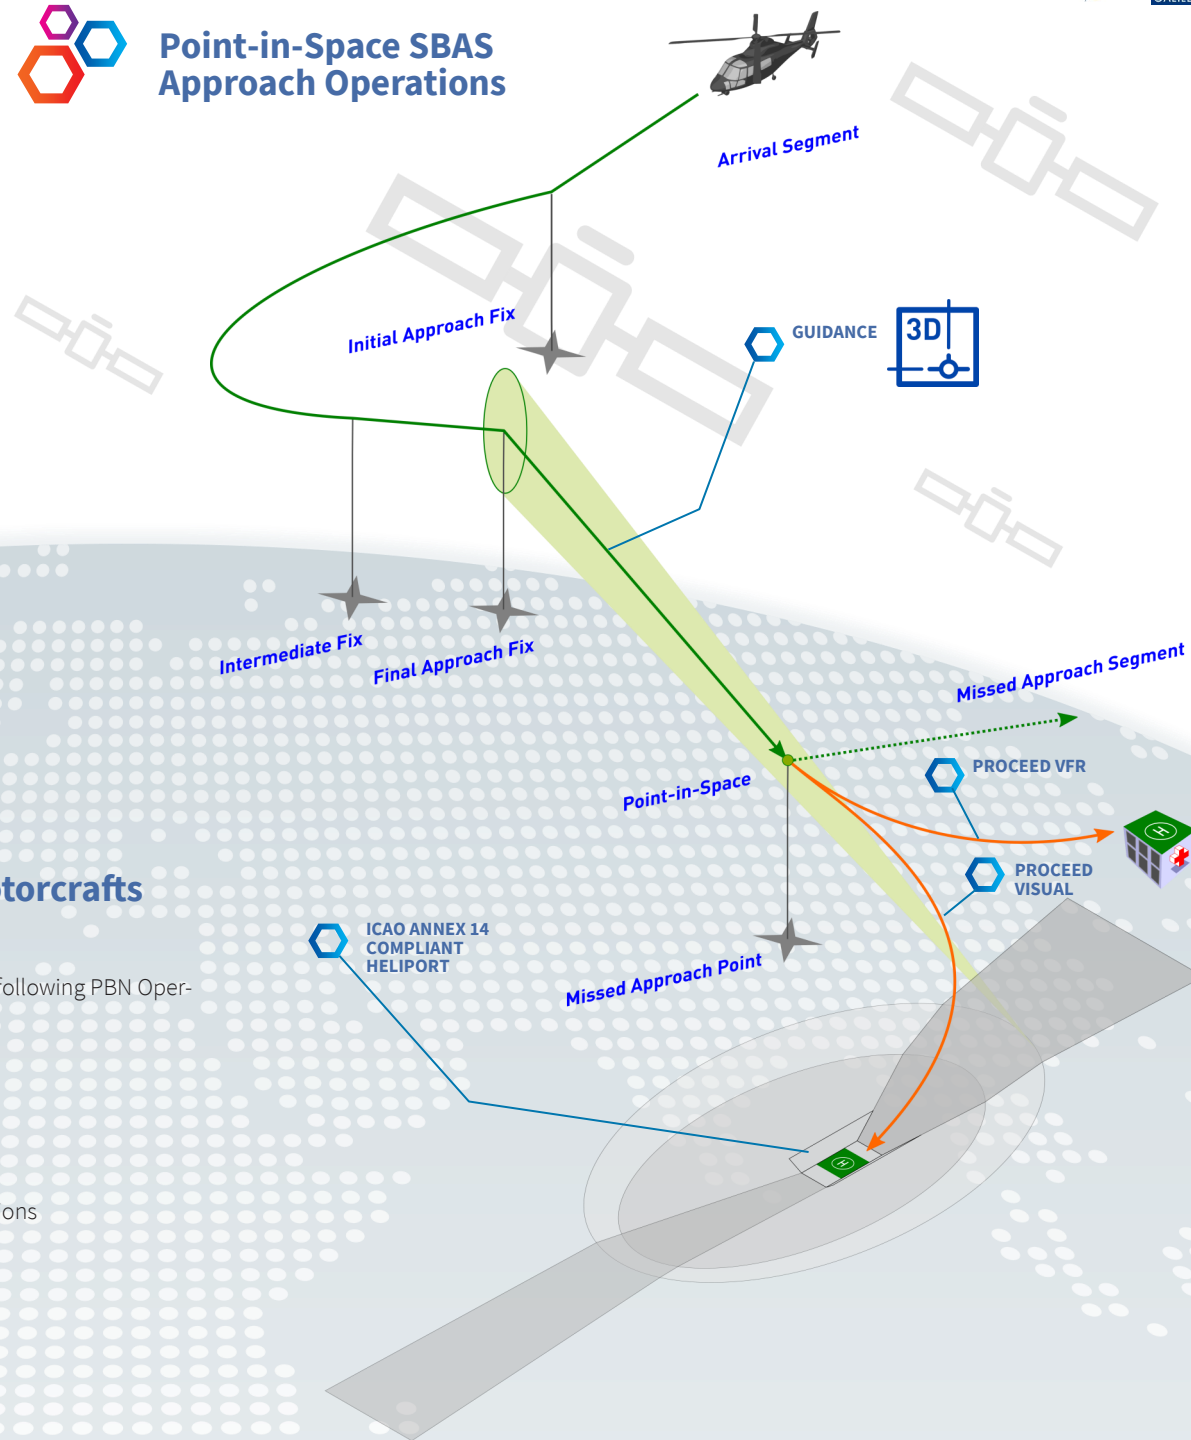 Point-in-Space SBAS
Approach Operations
Arrival Segment
Initial Approach Fix
GUIDANCE
3D
Intermediate Fix
Final Approach Fix
Missed Approach Segment
PROCEED VFR
Point-in-Space
PROCEED
VISUAL
H
torcrafts
ICAO ANNEX 14
COMPLIANT
HELIPORT
Missed Approach Point
following PBN Oper-
H
ions